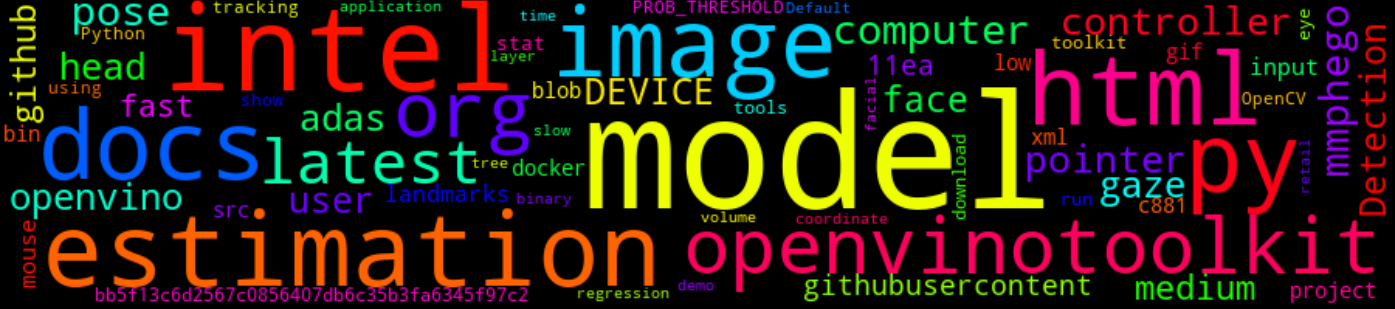 github
pose
Python
tracking
application
time
PROB_THRESHOLD
Default
intel
image
computer
controller
eye
mmphego
Detection
head
using
stat
layer
toolkit
gif
low
html
input
OpenCV
11ea
fast
show
blob
DEVICE
tools
facial
face
bin
docs
adas
org
slow
model
xml
latest
tree
docker
download
pointer
py
retail
openvino
src
user
landmarks
binary
run
gaze
c881
mouse
estimation
volume
coordinate
openvinotoolkit
bb5f13c6d2567c0856407db6c35b3fa6345f97c2
regression
demo
githubusercontent
medium
project